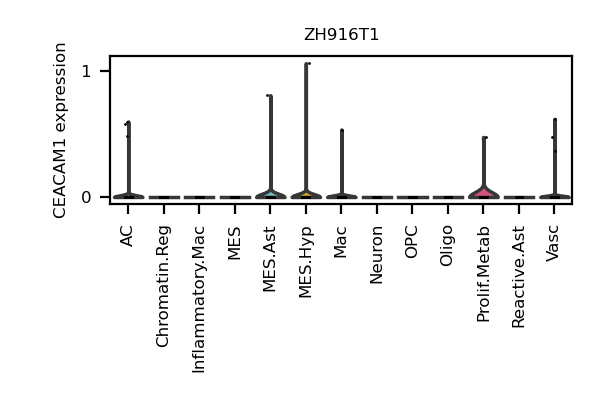 ZH916T1
CEACAM1 expression
1
0
AC
Chromatin.Reg
Inflammatory.Mac
MES
MES.Ast
MES.Hyp
Mac
Neuron
OPC
Oligo
Prolif.Metab
Reactive.Ast
Vasc